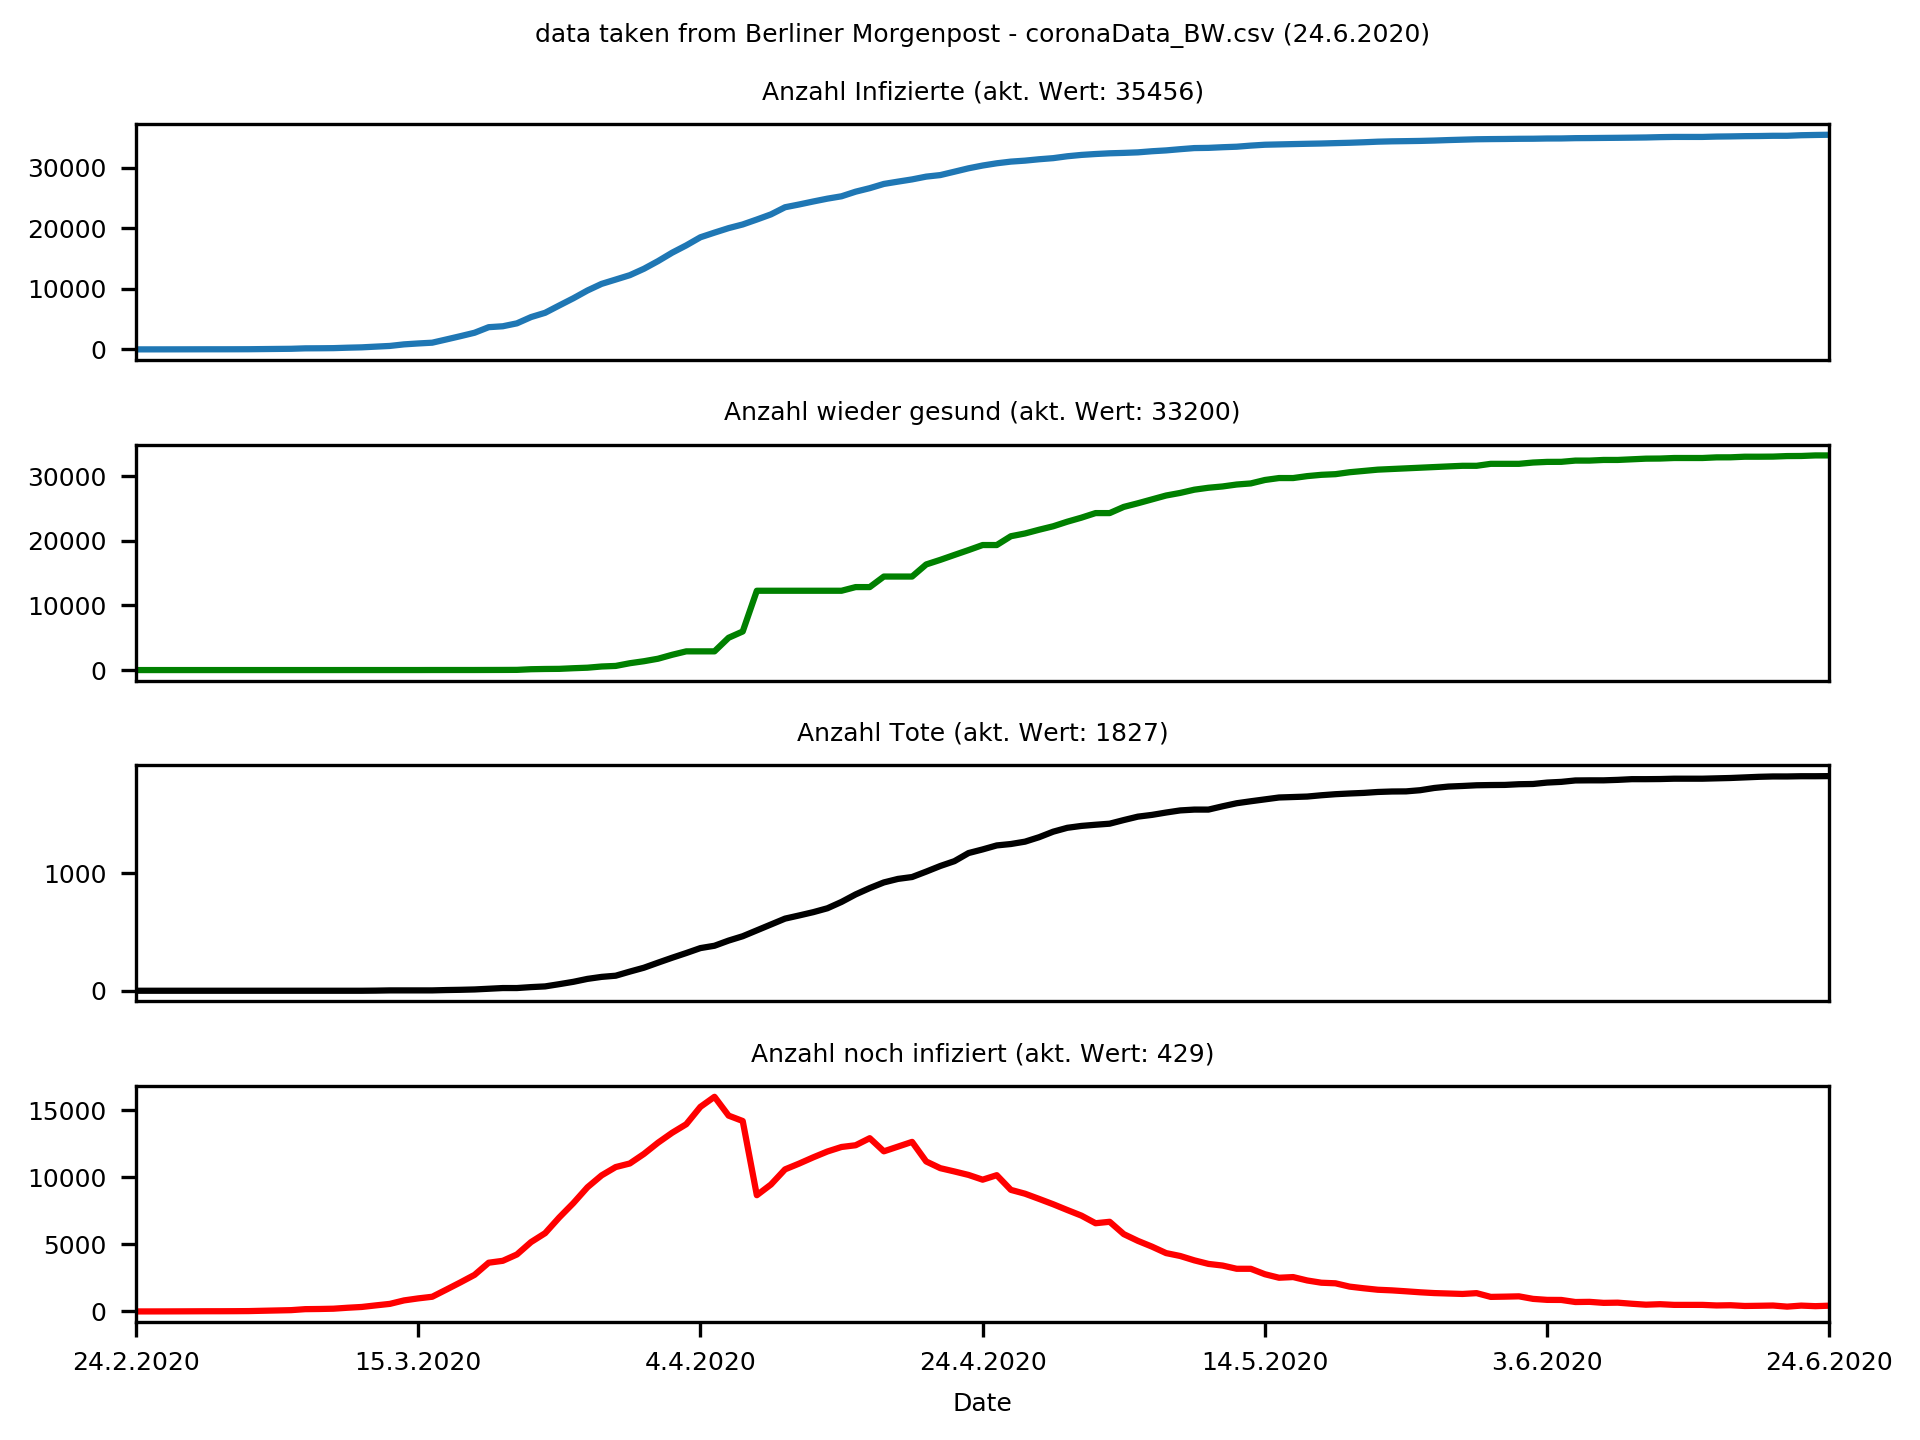 data taken from Berliner Morgenpost - coronaData_BW.csv (24.6.2020)
Anzahl Infizierte (akt. Wert: 35456)
30000
20000
10000
0
Anzahl wieder gesund (akt. Wert: 33200)
30000
20000
10000
0
Anzahl Tote (akt. Wert: 1827)
1000
0
Anzahl noch infiziert (akt. Wert: 429)
15000
10000
5000
0
24.2.2020 15.3.2020 4.4.2020 24.4.2020 14.5.2020 3.6.2020 24.6.2020
Date